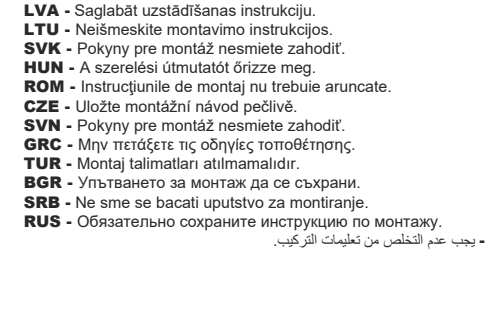 LVA - Saglabāt uzstādīšanas instrukciju.
LTU - Neišmeskite montavimo instrukcijos.
SVK - Pokyny pre montáž nesmiete zahodiť.
HUN - A szerelési útmutatót őrizze meg.
ROM - Instrucţiunile de montaj nu trebuie aruncate.
CZE - Uložte montážní návod pečlivě.
SVN - Pokyny pre montáž nesmiete zahodiť.
GRC - Μην πετάξετε τις οδηγίες τοποθέτησης.
TUR - Montaj talimatları atılmamalıdır.
BGR - Упътването за монтаж да се съхрани.
SRB - Ne sme se bacati uputstvo za montiranje.
RUS - Обязательно сохраните инструкцию по монтажу.
- يجب عدم التخلص من تعليمات التركيب.